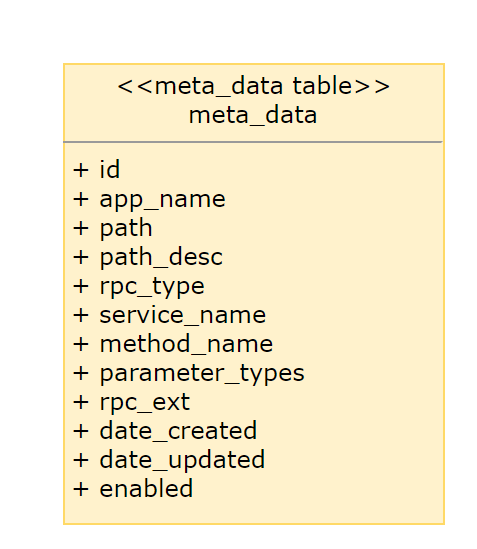 <<meta_data table>>
meta_data
+ id
+ app_name
+ path
+ path_desc
+ rpc_type
+ service_name
+ method_name
+ parameter_types
+ rpc_ext
+ date_created
+ date_updated
+ enabled